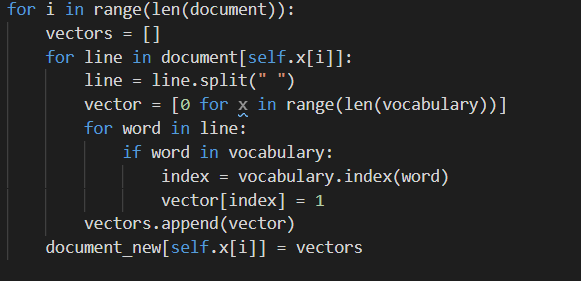 for i in range(len(document)):
    vectors = []
    for line in document[self.x[i]]:
        line = line.split(" ")
        vector = [0 for x in range(len(vocabulary))]
        for word in line:
            if word in vocabulary:
                index = vocabulary.index(word)
                vector[index] = 1
        vectors.append(vector)
    document_new[self.x[i]] = vectors